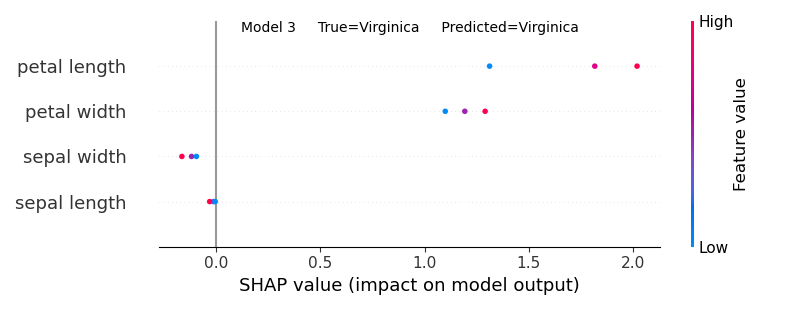 Model 3 True=Virginica Predicted=Virginica
High
petal length
petal width
sepal width
sepal length
Feature value
Low
0.0 0.5 1.0 1.5 2.0
SHAP value (impact on model output)